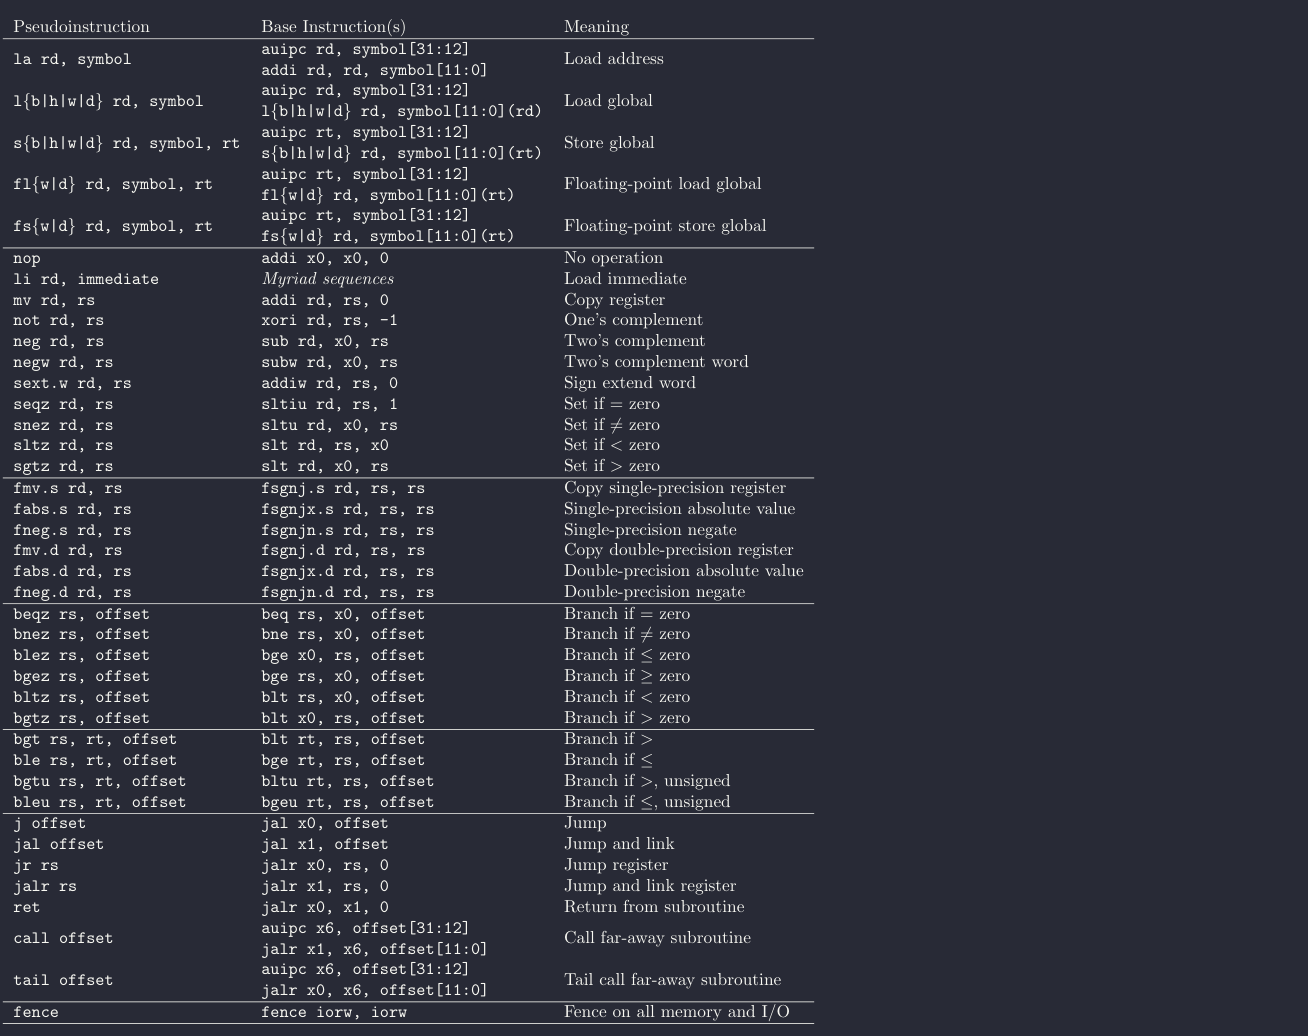 Pseudoinstruction Base Instruction(s) Meaning
la rd, symbol auipc rd, symbol[31:12] Load address
addi rd, rd, symbol[11:0]
l{b|h|w|d} rd, symbol auipc rd, symbol[31:12] Load global
l{b|h|w|d} rd, symbol[11:0](rd)
s{b|h|w|d} rd, symbol, rt auipc rt, symbol[31:12] Store global
s{b|h|w|d} rd, symbol[11:0](rt)
fl{w|d} rd, symbol, rt auipc rt, symbol[31:12] Floating-point load global
fl{w|d} rd, symbol[11:0](rt)
fs{w|d} rd, symbol, rt auipc rt, symbol[31:12] Floating-point store global
fs{w|d} rd, symbol[11:0](rt)
nop addi x0, x0, 0 No operation
li rd, immediate Myriad sequences Load immediate
mv rd, rs addi rd, rs, 0 Copy register
not rd, rs xori rd, rs, -1 One's complement
neg rd, rs sub rd, x0, rs Two's complement
negw rd, rs subw rd, x0, rs Two's complement word
sext.w rd, rs addiw rd, rs, 0 Sign extend word
seqz rd, rs sltiu rd, rs, 1 Set if = zero
snez rd, rs sltu rd, x0, rs Set if ≠ zero
sltz rd, rs slt rd, rs, x0 Set if < zero
sgtz rd, rs slt rd, x0, rs Set if > zero
fmv.s rd, rs fsgnj.s rd, rs, rs Copy single-precision register
fabs.s rd, rs fsgnjx.s rd, rs, rs Single-precision absolute value
fneg.s rd, rs fsgnjn.s rd, rs, rs Single-precision negate
fmv.d rd, rs fsgnj.d rd, rs, rs Copy double-precision register
fabs.d rd, rs fsgnjx.d rd, rs, rs Double-precision absolute value
fneg.d rd, rs fsgnjn.d rd, rs, rs Double-precision negate
beqz rs, offset beq rs, x0, offset Branch if = zero
bnez rs, offset bne rs, x0, offset Branch if ≠ zero
blez rs, offset bge x0, rs, offset Branch if ≤ zero
bgez rs, offset bge rs, x0, offset Branch if ≥ zero
bltz rs, offset blt rs, x0, offset Branch if < zero
bgtz rs, offset blt x0, rs, offset Branch if > zero
bgt rs, rt, offset blt rt, rs, offset Branch if >
ble rs, rt, offset bge rt, rs, offset Branch if ≤
bgtu rs, rt, offset bltu rt, rs, offset Branch if >, unsigned
bleu rs, rt, offset bgeu rt, rs, offset Branch if ≤, unsigned
j offset jal x0, offset Jump
jal offset jal x1, offset Jump and link
jr rs jalr x0, rs, 0 Jump register
jalr rs jalr x1, rs, 0 Jump and link register
ret jalr x0, x1, 0 Return from subroutine
call offset auipc x6, offset[31:12] Call far-away subroutine
jalr x1, x6, offset[11:0]
tail offset auipc x6, offset[31:12] Tail call far-away subroutine
jalr x0, x6, offset[11:0]
fence fence iorw, iorw Fence on all memory and I/O